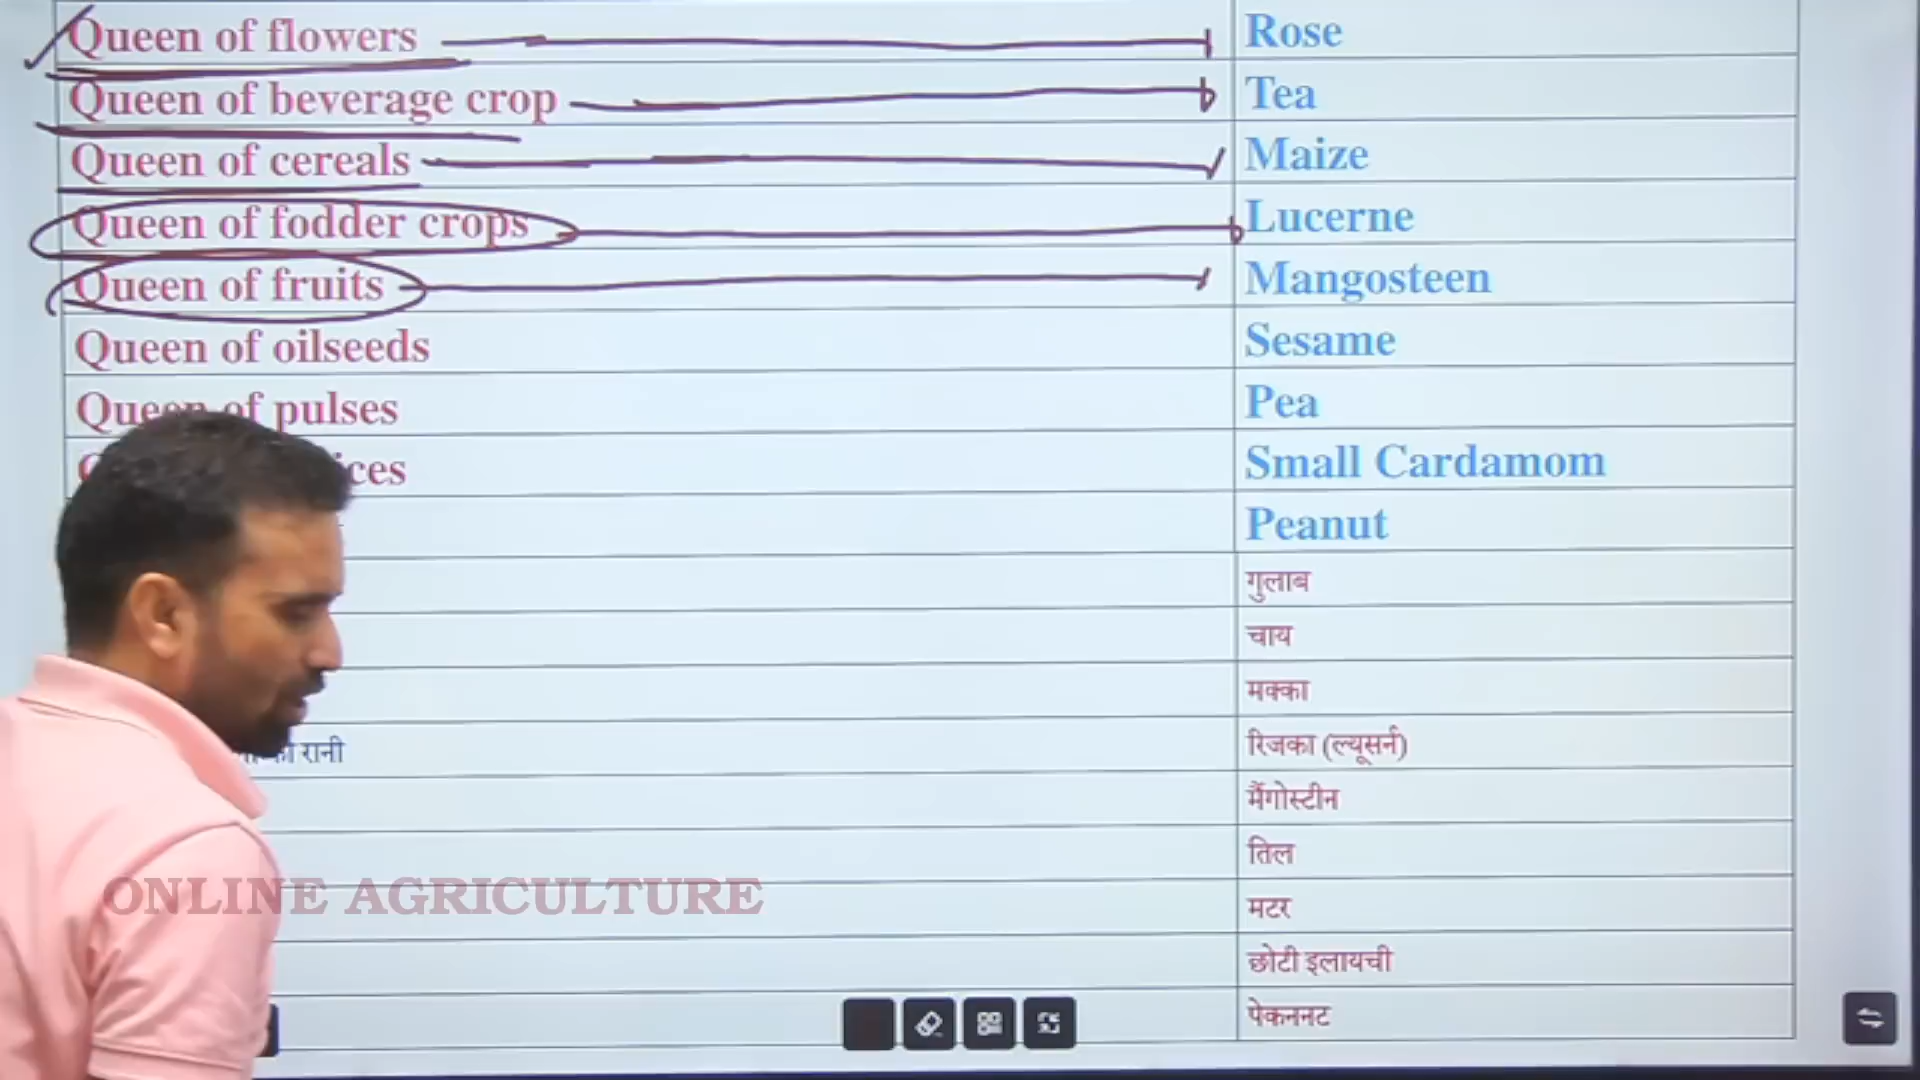 Queen of flowers Rose
Queen of beverage crop Tea
Queen of cereals Maize
Queen of fodder crops Lucerne
Queen of fruits Mangosteen
Queen of oilseeds Sesame
Queen of pulses Pea
Small Cardamom
Peanut
गुलाब
चाय
मक्का
रानी रिजका (ल्यूसर्न)
मैंगोस्टीन
तिल
ONLINE AGRICULTURE
मटर
छोटी इलायची
पेकननट